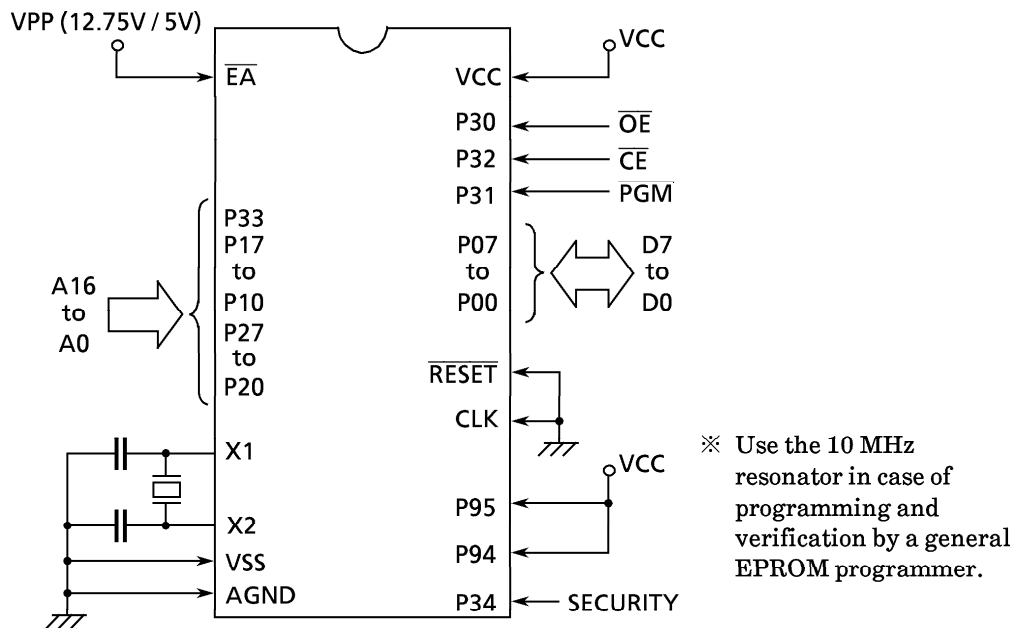 VPP (12.75V / 5V)
EA
VCC
VCC
P30
OE
P32
CE
P31
PGM
P33
P17
to
P10
P27
to
P20
A16
to
A0
P07
to
P00
D7
to
D0
RESET
CLK
X1
X2
VSS
AGND
VCC
P95
P94
P34
SECURITY
※ Use the 10 MHz
resonator in case of
programming and
verification by a general
EPROM programmer.